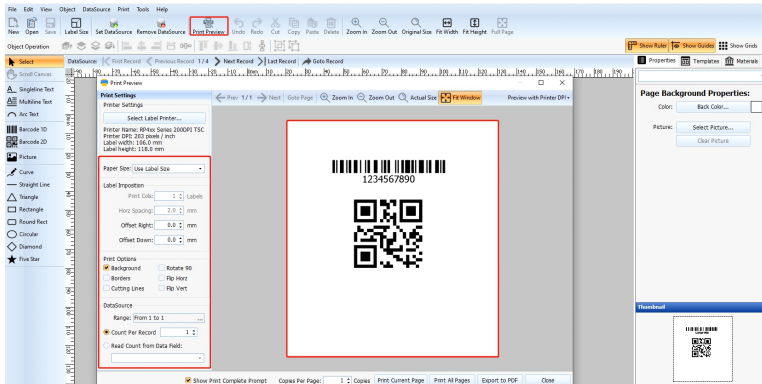 File Edit View Object DataSource Print Tools Help
New Open Save Label Size Set DataSource Remove DataSource Print Preview Undo Redo Cut Copy Paste Delete Zoom In Zoom Out Original Size Fit Width Fit Height Full Page
Object Operation
Show Ruler Show Guides Show Grids
Select
DataSource: First Record Previous Record 1 / 4 Next Record Last Record Goto Record
Properties Templates Materials
Scroll Canvas
Singleline Text
Multiline Text
Arc Text
Barcode 1D
Barcode 2D
Picture
Curve
Straight Line
Triangle
Rectangle
Round Rect
Circular
Diamond
Five Star
Print Preview
Print Settings
Prev 1 / 1 Next Goto Page Zoom In Zoom Out Actual Size Fit Window Preview with Printer DPI
Printer Settings
Select Label Printer...
Printer Name: RP4xx Series 200DPI TSC
Printer DPI: 203 pixels / inch
Label width: 106.0 mm
Label height: 118.0 mm
Paper Size: Use Label Size
Label Impostion
Print Cols: 1 Labels
Horz Spacing: 2.0 mm
Offset Right: 0.0 mm
Offset Down: 0.0 mm
Print Options
Background Rotate 90
Borders Flip Horz
Cutting Lines Flip Vert
DataSource
Range: From 1 to 1 ...
Count Per Record 1
Read Count from Data Field:
1234567890
Show Print Complete Prompt Copies Per Page: 1 Copies Print Current Page Print All Pages Export to PDF Close
Page Background Properties:
Color: Back Color...
Picture: Select Picture...
Clear Picture
Thumbnail